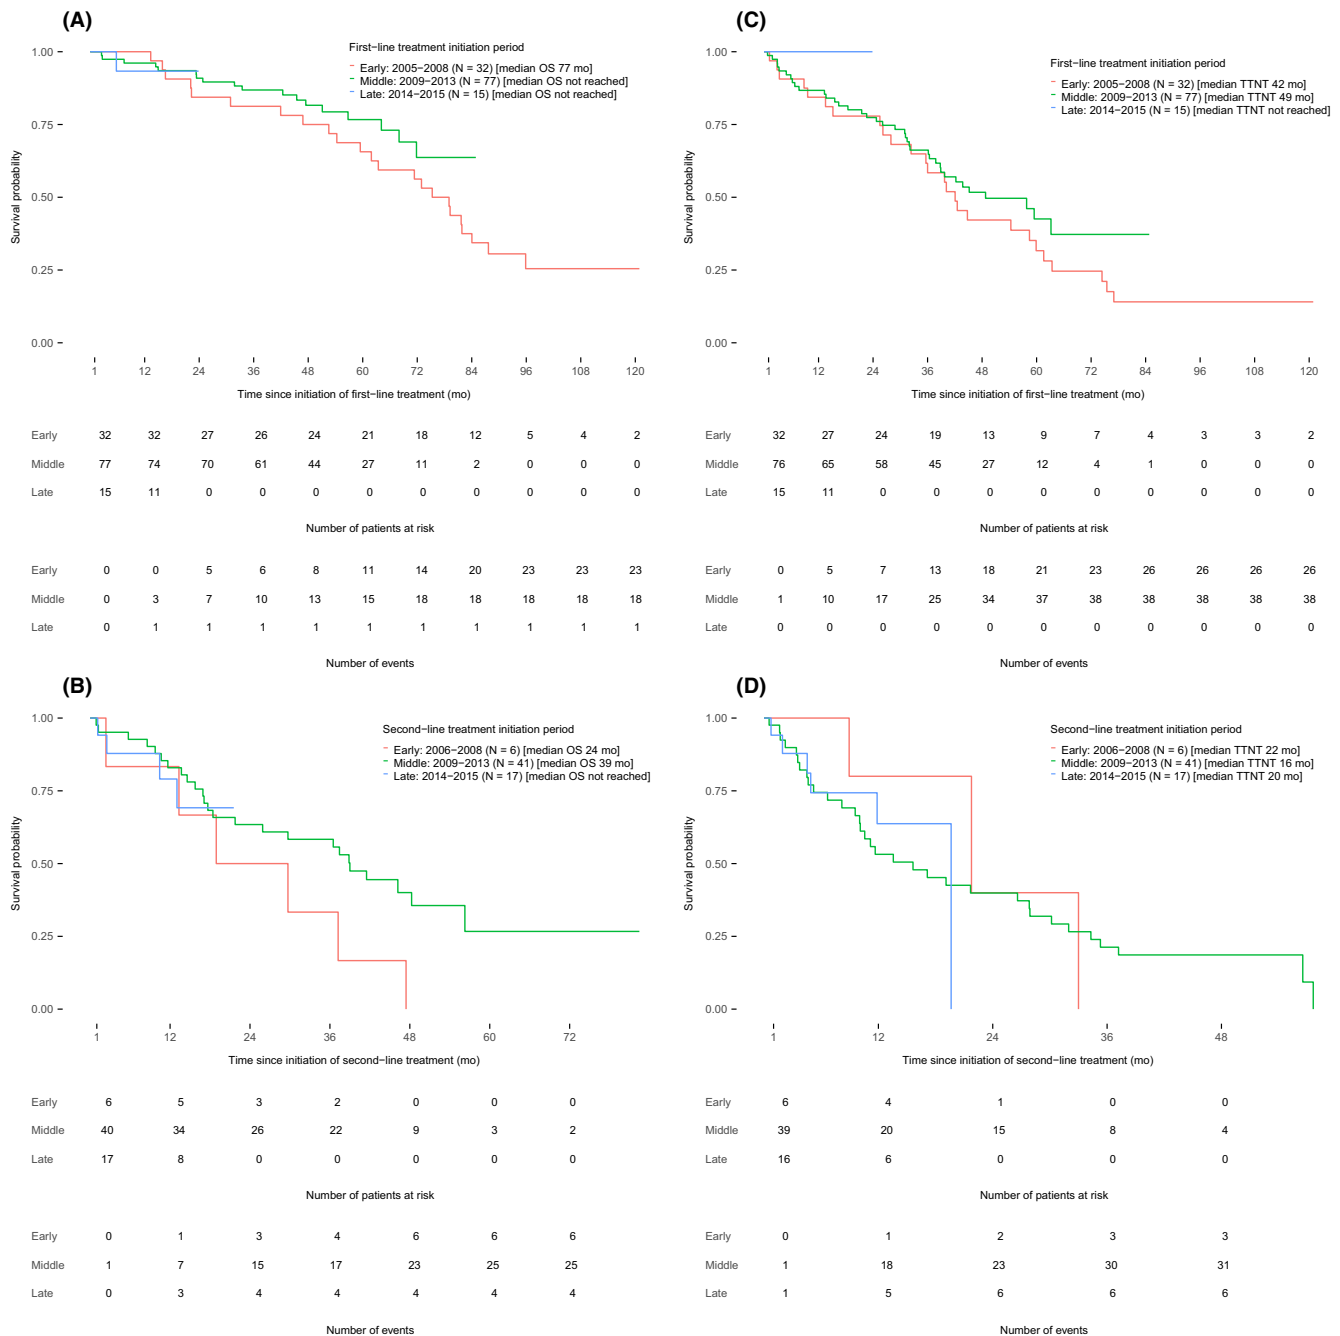 (A)
First−line treatment initiation period
Early: 2005−2008 (N = 32) [median OS 77 mo]
Middle: 2009−2013 (N = 77) [median OS not reached]
Late: 2014−2015 (N = 15) [median OS not reached]
1.00
0.75
0.50
0.25
0.00
Survival probability
1 12 24 36 48 60 72 84 96 108 120
Time since initiation of first−line treatment (mo)
Early 32 32 27 26 24 21 18 12 5 4 2
Middle 77 74 70 61 44 27 11 2 0 0 0
Late 15 11 0 0 0 0 0 0 0 0 0
Number of patients at risk
Early 0 0 5 6 8 11 14 20 23 23 23
Middle 0 3 7 10 13 15 18 18 18 18 18
Late 0 1 1 1 1 1 1 1 1 1 1
Number of events
(C)
First−line treatment initiation period
Early: 2005−2008 (N = 32) [median TTNT 42 mo]
Middle: 2009−2013 (N = 77) [median TTNT 49 mo]
Late: 2014−2015 (N = 15) [median TTNT not reached]
1.00
0.75
0.50
0.25
0.00
Survival probability
1 12 24 36 48 60 72 84 96 108 120
Time since initiation of first−line treatment (mo)
Early 32 27 24 19 13 9 7 4 3 3 2
Middle 76 65 58 45 27 12 4 1 0 0 0
Late 15 11 0 0 0 0 0 0 0 0 0
Number of patients at risk
Early 0 5 7 13 18 21 23 26 26 26 26
Middle 1 10 17 25 34 37 38 38 38 38 38
Late 0 0 0 0 0 0 0 0 0 0 0
Number of events
(B)
Second−line treatment initiation period
Early: 2006−2008 (N = 6) [median OS 24 mo]
Middle: 2009−2013 (N = 41) [median OS 39 mo]
Late: 2014−2015 (N = 17) [median OS not reached]
1.00
0.75
0.50
0.25
0.00
Survival probability
1 12 24 36 48 60 72
Time since initiation of second−line treatment (mo)
Early 6 5 3 2 0 0 0
Middle 40 34 26 22 9 3 2
Late 17 8 0 0 0 0 0
Number of patients at risk
Early 0 1 3 4 6 6 6
Middle 1 7 15 17 23 25 25
Late 0 3 4 4 4 4 4
Number of events
(D)
Second−line treatment initiation period
Early: 2006−2008 (N = 6) [median TTNT 22 mo]
Middle: 2009−2013 (N = 41) [median TTNT 16 mo]
Late: 2014−2015 (N = 17) [median TTNT 20 mo]
1.00
0.75
0.50
0.25
0.00
Survival probability
1 12 24 36 48
Time since initiation of second−line treatment (mo)
Early 6 4 1 0 0
Middle 39 20 15 8 4
Late 16 6 0 0 0
Number of patients at risk
Early 0 1 2 3 3
Middle 1 18 23 30 31
Late 1 5 6 6 6
Number of events